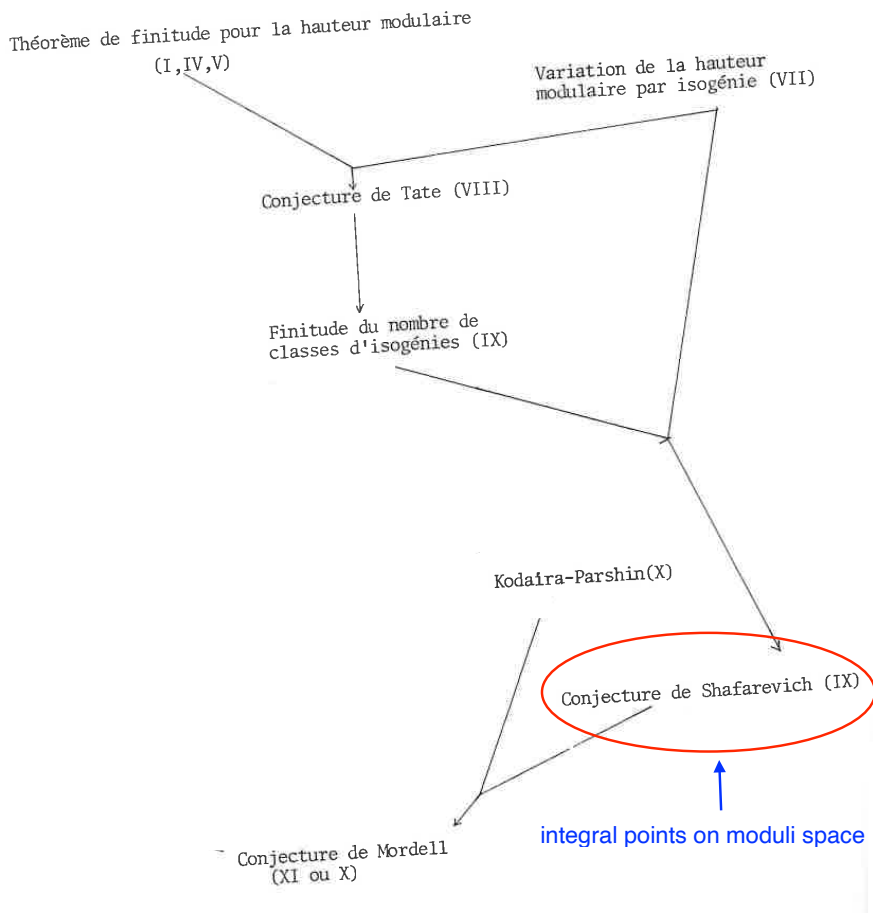 Théorème de finitude pour la hauteur modulaire
(I,IV,V)
Variation de la hauteur
modulaire par isogénie (VII)
Conjecture de Tate (VIII)
Finitude du nombre de
classes d'isogénies (IX)
Kodaira-Parshin(X)
Conjecture de Shafarevich (IX)
integral points on moduli space
Conjecture de Mordell
(XI ou X)